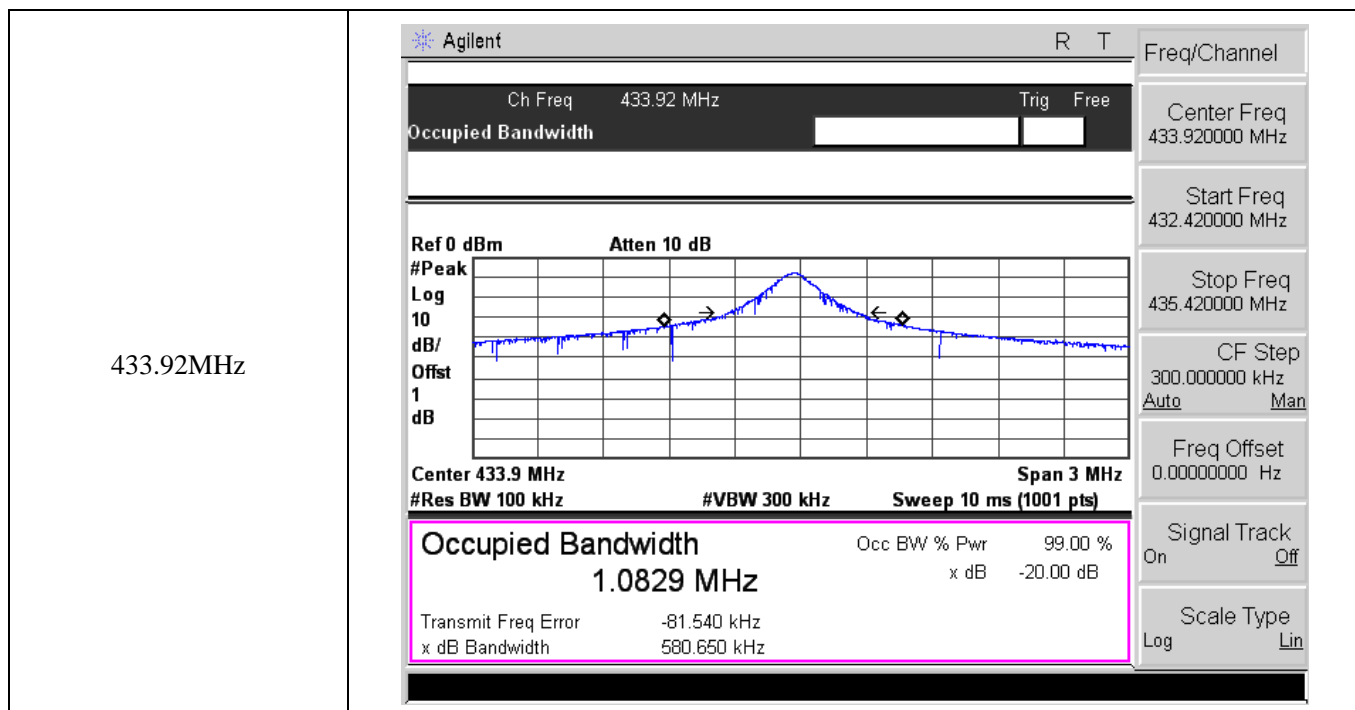 433.92MHz
Agilent R T
Ch Freq 433.92 MHz Trig Free
Occupied Bandwidth
Ref 0 dBm Atten 10 dB
#Peak
Log
10
dB/
Offst
1
dB
Center 433.9 MHz Span 3 MHz
#Res BW 100 kHz #VBW 300 kHz Sweep 10 ms (1001 pts)
Occupied Bandwidth
1.0829 MHz
Occ BW % Pwr 99.00 %
x dB -20.00 dB
Transmit Freq Error -81.540 kHz
x dB Bandwidth 580.650 kHz
Freq/Channel
Center Freq
433.920000 MHz
Start Freq
432.420000 MHz
Stop Freq
435.420000 MHz
CF Step
300.000000 kHz
Auto Man
Freq Offset
0.00000000 Hz
Signal Track
On Off
Scale Type
Log Lin